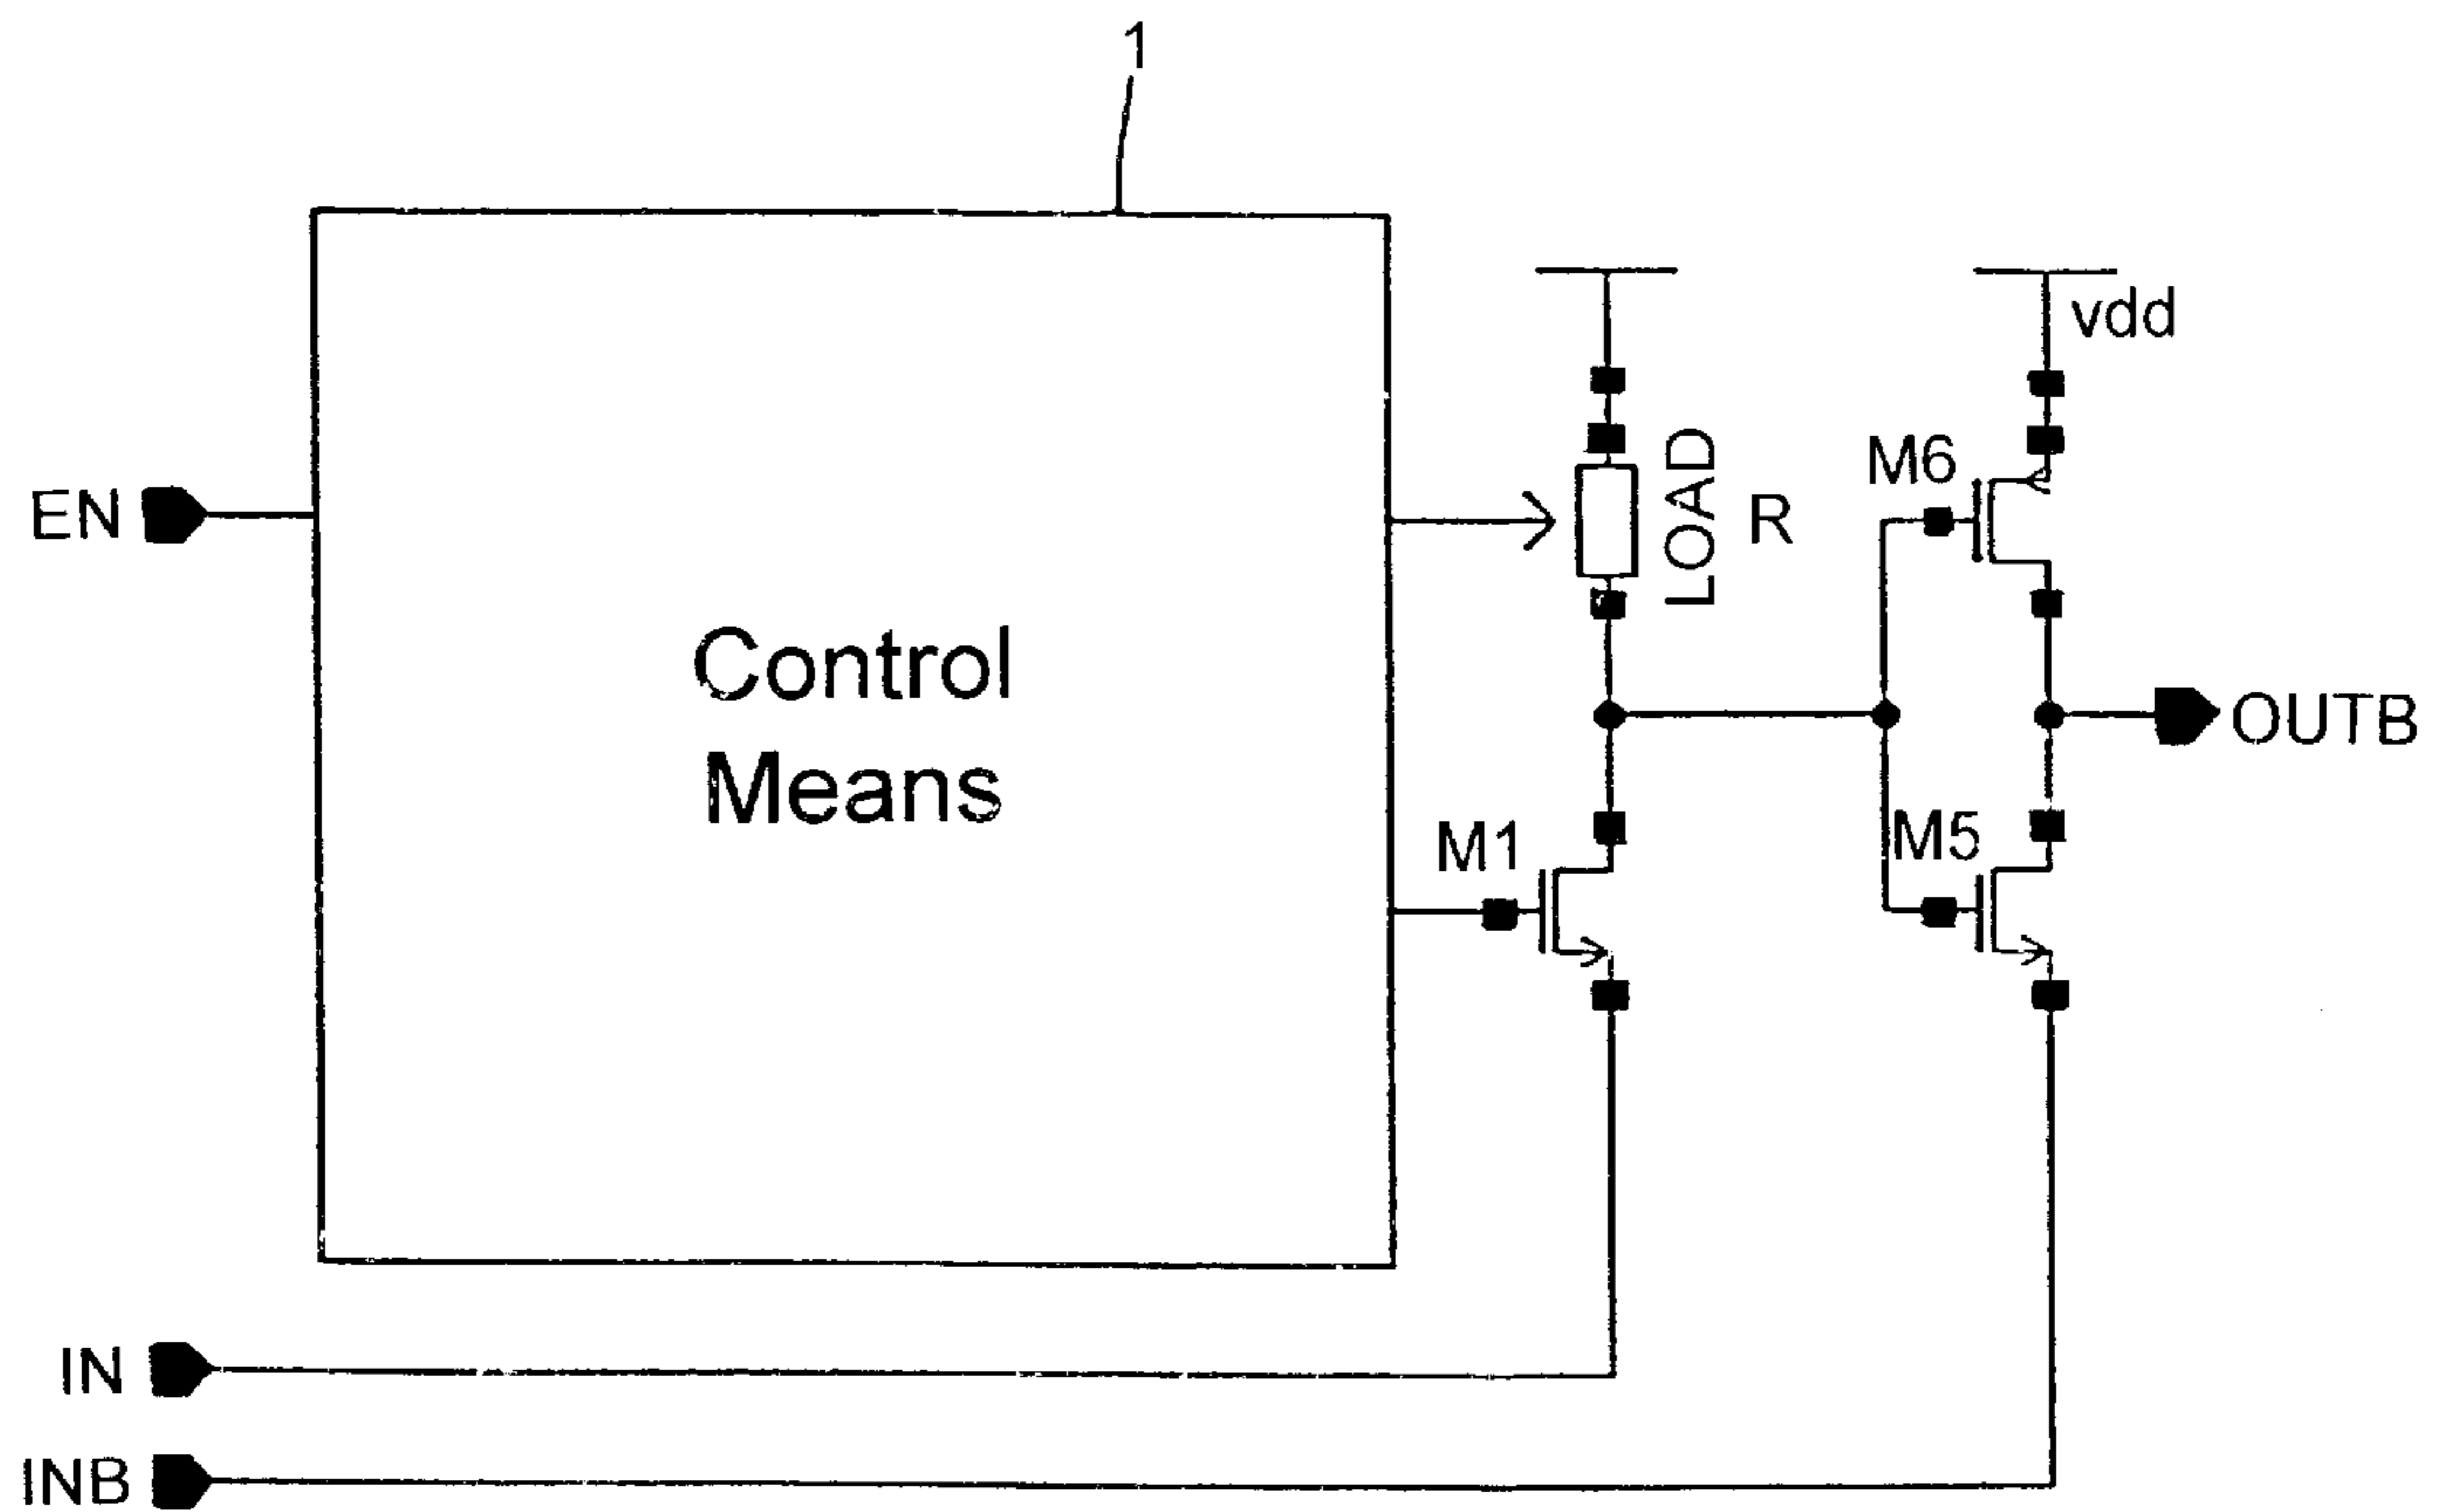 1
vdd
M6
LOAD
R
EN
Control
Means
OUTB
M1
M5
IN
INB